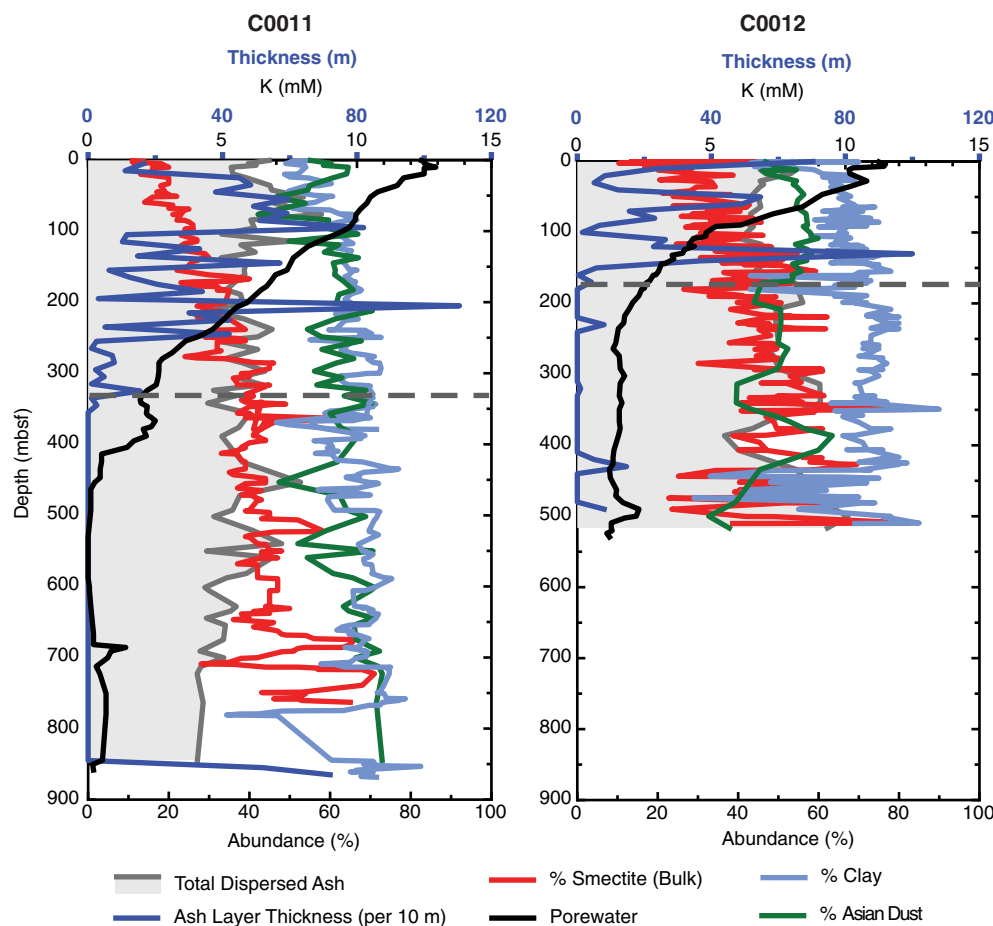 C0011
Thickness (m)
0 40 80 120
K (mM)
0 5 10 15
Depth (mbsf)
0
100
200
300
400
500
600
700
800
900
0 20 40 60 80 100
Abundance (%)
C0012
Thickness (m)
0 40 80 120
K (mM)
0 5 10 15
0
100
200
300
400
500
600
700
800
900
0 20 40 60 80 100
Abundance (%)
Total Dispersed Ash
% Smectite (Bulk)
% Clay
Ash Layer Thickness (per 10 m)
Porewater
% Asian Dust